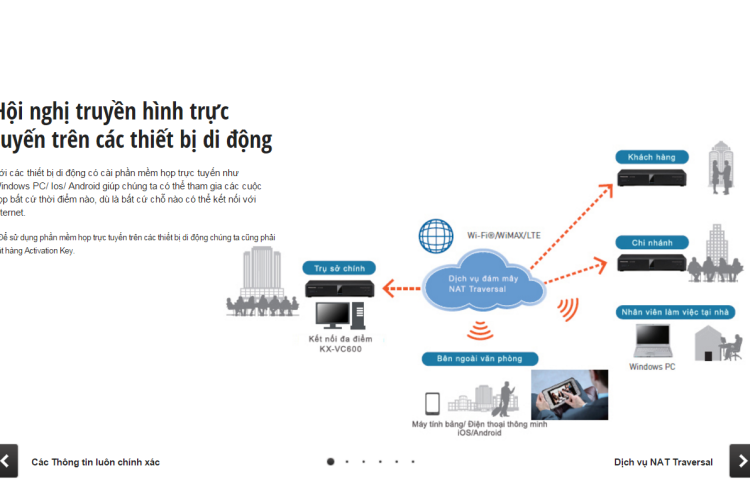 Hội nghị truyền hình trực
tuyến trên các thiết bị di động
với các thiết bị di động có cài phần mềm họp trực tuyến như
Windows PC/ Ios/ Android giúp chúng ta có thể tham gia các cuộc
họp bất cứ thời điểm nào, dù là bất cứ chỗ nào có thể kết nối với
internet.
Để sử dụng phần mềm họp trực tuyến trên các thiết bị di động chúng ta cũng phải
đặt hàng Activation Key.
Khách hàng
Wi-Fi®/WiMAX/LTE
Chi nhánh
Trụ sở chính
Dịch vụ đám mây
NAT Traversal
Nhân viên làm việc tại nhà
Kết nối đa điểm
KX-VC600
Bên ngoài văn phòng
Windows PC
Máy tính bảng/ Điện thoại thông minh
iOS/Android
Các Thông tin luôn chính xác
Dịch vụ NAT Traversal